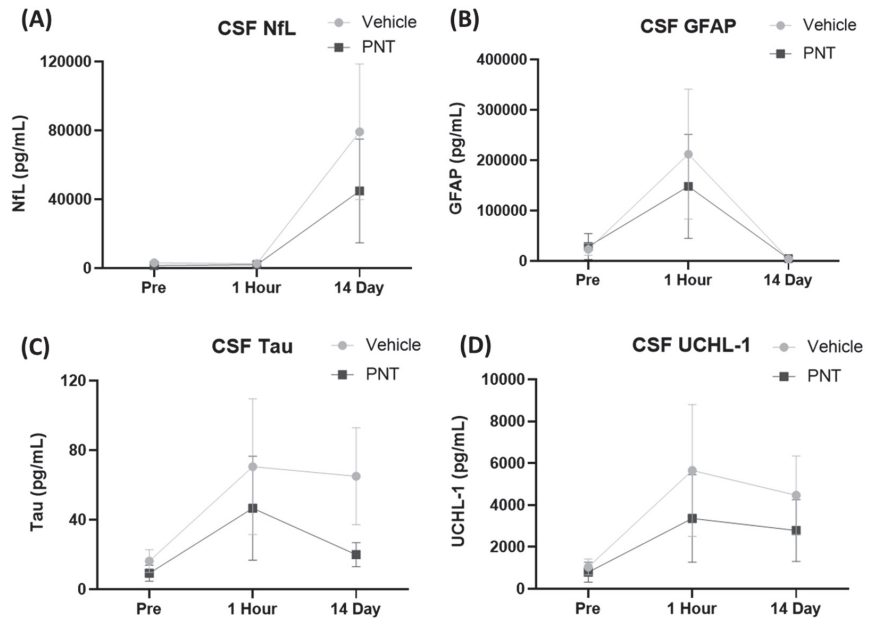 (A)
CSF NfL
Vehicle
PNT
NfL (pg/mL)
120000
80000
40000
0
Pre
1 Hour
14 Day
(B)
CSF GFAP
Vehicle
PNT
GFAP (pg/mL)
400000
300000
200000
100000
0
Pre
1 Hour
14 Day
(C)
CSF Tau
Vehicle
PNT
Tau (pg/mL)
120
80
40
0
Pre
1 Hour
14 Day
(D)
CSF UCHL-1
Vehicle
PNT
UCHL-1 (pg/mL)
10000
8000
6000
4000
2000
0
Pre
1 Hour
14 Day